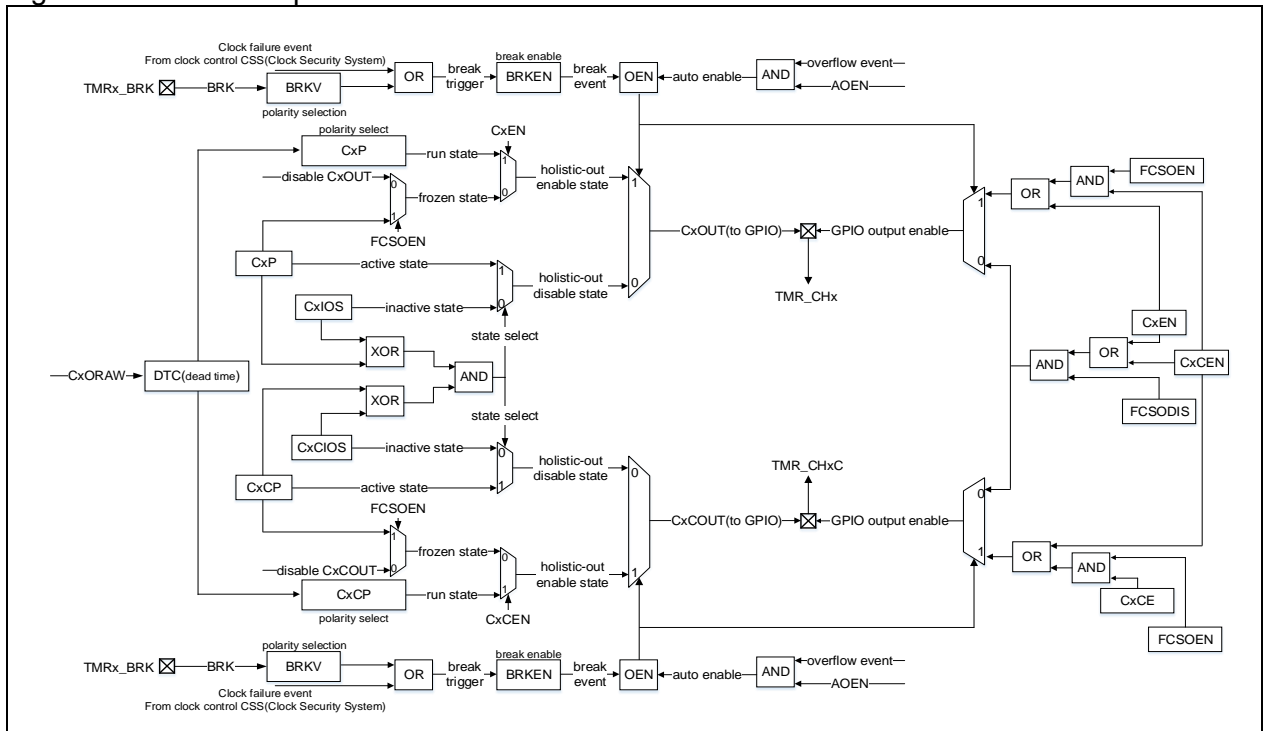 Clock failure event
From clock control CSS(Clock Security System)
TMRx_BRK BRK BRKV OR break trigger break enable BRKEN break event OEN auto enable AND overflow event
AOEN
polarity selection
polarity select
CxP run state CxEN 1 0 holistic-out enable state 1
disable CxOUT 0 1 frozen state
FCSOEN
CxP active state 1 0 holistic-out disable state 0
CxIOS inactive state
state select
CxOUT(to GPIO) GPIO output enable
TMR_CHx
1 0 OR AND FCSOEN
CxEN
XOR
CxORAW DTC(dead time) AND AND OR CxCEN
XOR
FCSODIS
state select
CxCIOS inactive state 0 1 holistic-out disable state 0
CxCP active state
TMR_CHxC
CxCOUT(to GPIO) GPIO output enable 0 1
FCSOEN
1 0 frozen state 0 1 holistic-out enable state 1
disable CxCOUT
CxCP run state
polarity select
CxCEN
OR AND
CxCE
FCSOEN
polarity selection
TMRx_BRK BRK BRKV OR break trigger break enable BRKEN break event OEN auto enable AND overflow event
AOEN
Clock failure event
From clock control CSS(Clock Security System)